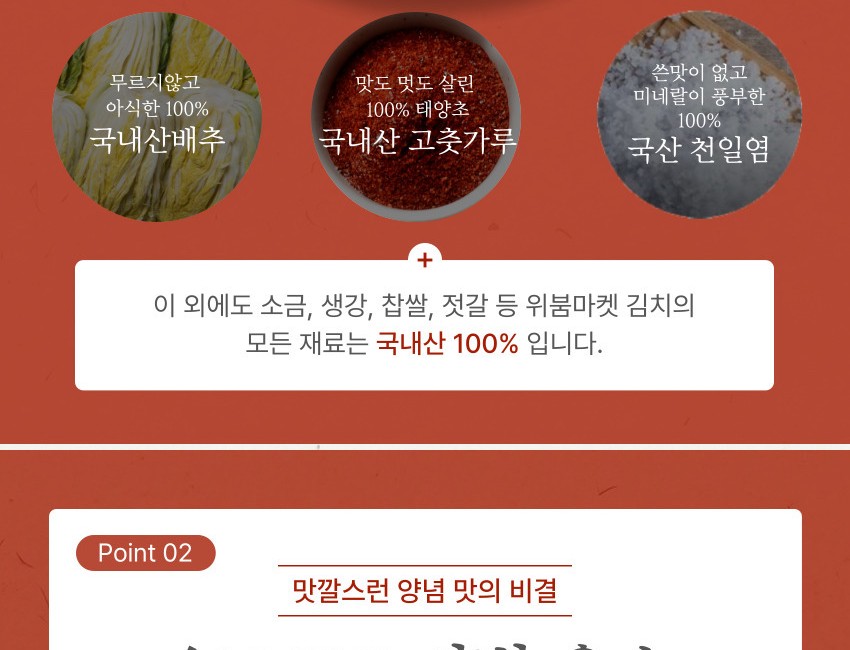 무르지않고
아식한 100%
국내산배추
맛도 멋도 살린
100% 태양초
국내산 고춧가루
쓴맛이 없고
미네랄이 풍부한
100%
국산 천일염
+
이 외에도 소금, 생강, 찹쌀, 젓갈 등 위붐마켓 김치의
모든 재료는 국내산 100% 입니다.
Point 02
맛깔스런 양념 맛의 비결